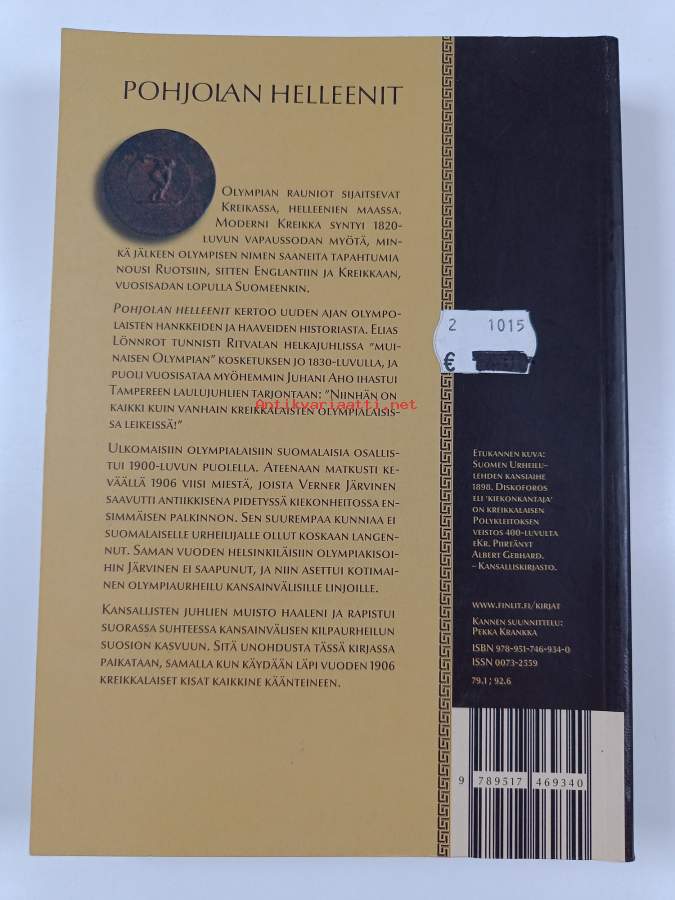 POHJOLAN HELLEENIT
OLYMPIAN RAUNIOT SIJAITSEVAT
KREIKASSA, HELLEENIEN MAASSA.
MODERNI KREIKKA SYNTYI 1820-
LUVUN VAPAUSSODAN MYÖTÄ, MIN-
KÄ JÄLKEEN OLYMPISEN NIMEN SAANEITA TAPAHTUMIA
NOUSI RUOTSIIN, SITTEN ENGLANTIIN JA KREIKKAAN,
VUOSISADAN LOPULLA SUOMEENKIN.
POHJOLAN HELLEENIT KERTOO UUDEN AJAN OLYMPO-
LAISTEN HANKKEIDEN JA HAAVEIDEN HISTORIASTA. ELIAS
LÖNNROT TUNNISTI RITVALAN HELKAJUHLISSA ”MUI-
NAISEN OLYMPIAN” KOSKETUKSEN JO 1830-LUVULLA, JA
PUOLI VUOSISATAA MYÖHEMMIN JUHANI AHO IHASTUI
TAMPEREEN LAULUJUHLIEN TARJONTAAN: ”NIINHÄN ON
KAIKKI KUIN VANHAIN KREIKKALAISTEN OLYMPIALAISIS-
SA LEIKEISSÄ!”
Antikvariaatti.net
ULKOMAISIIN OLYMPIALAISIIN SUOMALAISIA OSALLIS-
TUI 1900-LUVUN PUOLELLA. ATEENAAN MATKUSTI KE-
VÄÄLLÄ 1906 VIISI MIESTÄ, JOISTA VERNER JÄRVINEN
SAAVUTTI ANTIIKKISENA PIDETYSSÄ KIEKONHEITOSSA EN-
SIMMÄISEN PALKINNON. SEN SUUREMPAA KUNNIAA EI
SUOMALAISELLE URHEILIJALLE OLLUT KOSKAAN LANGEN-
NUT. SAMAN VUODEN HELSINKILÄISIIN OLYMPIAKISOI-
HIN JÄRVINEN EI SAAPUNUT, JA NIIN ASETTUI KOTIMAI-
NEN OLYMPIAURHEILU KANSAINVÄLISILLE LINJOILLE.
KANSALLISTEN JUHLIEN MUISTO HAALENI JA RAPISTUI
SUORASSA SUHTEESSA KANSAINVÄLISEN KILPAURHEILUN
SUOSION KASVUUN. SITÄ UNOHDUSTA TÄSSÄ KIRJASSA
PAIKATAAN, SAMALLA KUN KÄYDÄÄN LÄPI VUODEN 1906
KREIKKALAISET KISAT KAIKKINE KÄÄNTEINEEN.
2 1015
€
ETUKANNEN KUVA:
SUOMEN URHEILU-
LEHDEN KANSIAIHE
1898. DISKOFOROS
ELI 'KIEKONKANTAJA'
ON KREIKKALAISEN
POLYKLEITOKSEN
VEISTOS 400-LUVULTA
EKR. PIIRTÄNYT
ALBERT GEBHARD.
– KANSALLISKIRJASTO.
WWW.FINLIT.FI/KIRJAT
KANNEN SUUNNITTELU:
PEKKA KRANKKA
ISBN 978-951-746-934-0
ISSN 0073-2559
79.1; 92.6
9 789517 469340